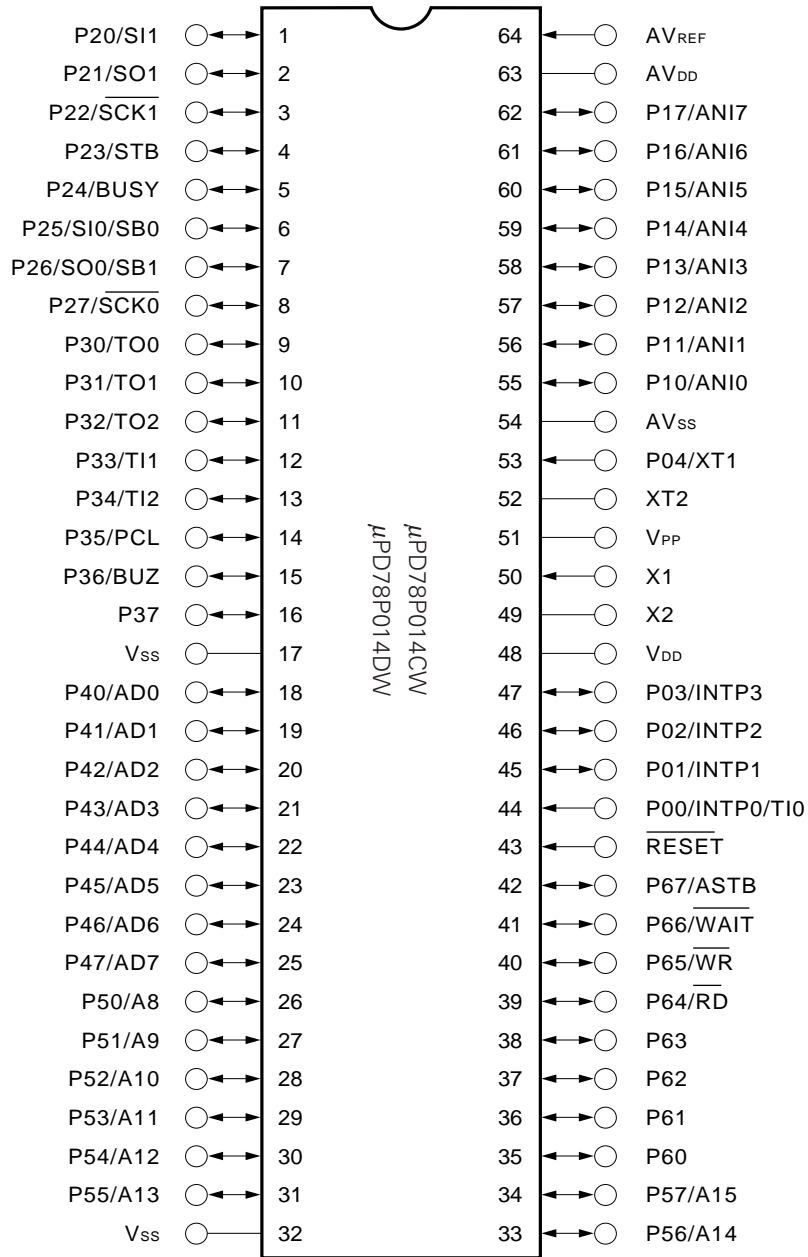 P20/SI1 1 64 AVREF
P21/SO1 2 63 AVDD
P22/SCK1 3 62 P17/ANI7
P23/STB 4 61 P16/ANI6
P24/BUSY 5 60 P15/ANI5
P25/SI0/SB0 6 59 P14/ANI4
P26/SO0/SB1 7 58 P13/ANI3
P27/SCK0 8 57 P12/ANI2
P30/TO0 9 56 P11/ANI1
P31/TO1 10 55 P10/ANI0
P32/TO2 11 54 AVSS
P33/TI1 12 53 P04/XT1
P34/TI2 13 52 XT2
P35/PCL 14 51 VPP
P36/BUZ 15 50 X1
P37 16 49 X2
VSS 17 48 VDD
P40/AD0 18 47 P03/INTP3
P41/AD1 19 46 P02/INTP2
P42/AD2 20 45 P01/INTP1
P43/AD3 21 44 P00/INTP0/TI0
P44/AD4 22 43 RESET
P45/AD5 23 42 P67/ASTB
P46/AD6 24 41 P66/WAIT
P47/AD7 25 40 P65/WR
P50/A8 26 39 P64/RD
P51/A9 27 38 P63
P52/A10 28 37 P62
P53/A11 29 36 P61
P54/A12 30 35 P60
P55/A13 31 34 P57/A15
VSS 32 33 P56/A14
µPD78P014CW
µPD78P014DW